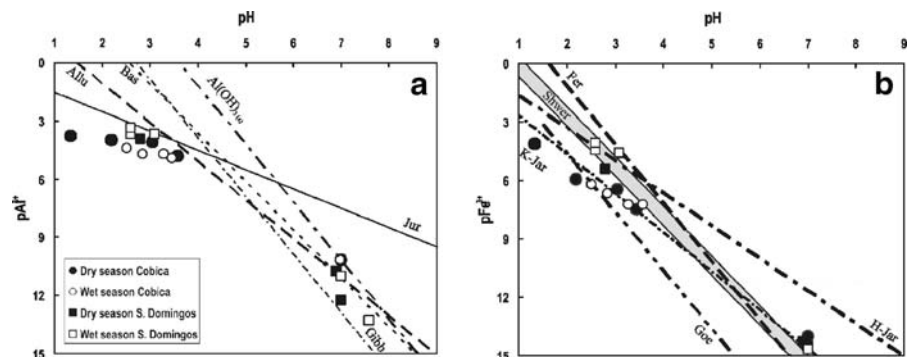 pH
1 2 3 4 5 6 7 8 9
0
3
6
9
12
15
pAl³⁺
a
Allu
Bas
Al(OH)₃₍ₐ₎
Jur
Gibb
Dry season Cobica
Wet season Cobica
Dry season S. Domingos
Wet season S. Domingos
pH
1 2 3 4 5 6 7 8 9
0
3
6
9
12
15
pFe³⁺
b
Fer
Shwer
K-Jar
H-Jar
Goe